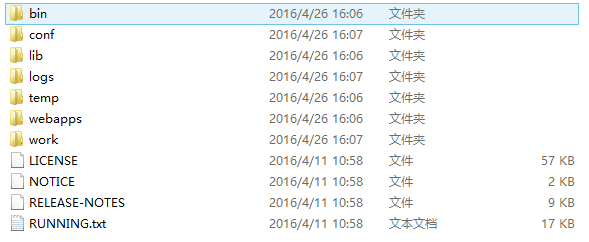 bin 2016/4/26 16:06 文件夹
conf 2016/4/26 16:07 文件夹
lib 2016/4/26 16:06 文件夹
logs 2016/4/26 16:07 文件夹
temp 2016/4/26 16:06 文件夹
webapps 2016/4/26 16:06 文件夹
work 2016/4/26 16:07 文件夹
LICENSE 2016/4/11 10:58 文件 57 KB
NOTICE 2016/4/11 10:58 文件 2 KB
RELEASE-NOTES 2016/4/11 10:58 文件 9 KB
RUNNING.txt 2016/4/11 10:58 文本文档 17 KB